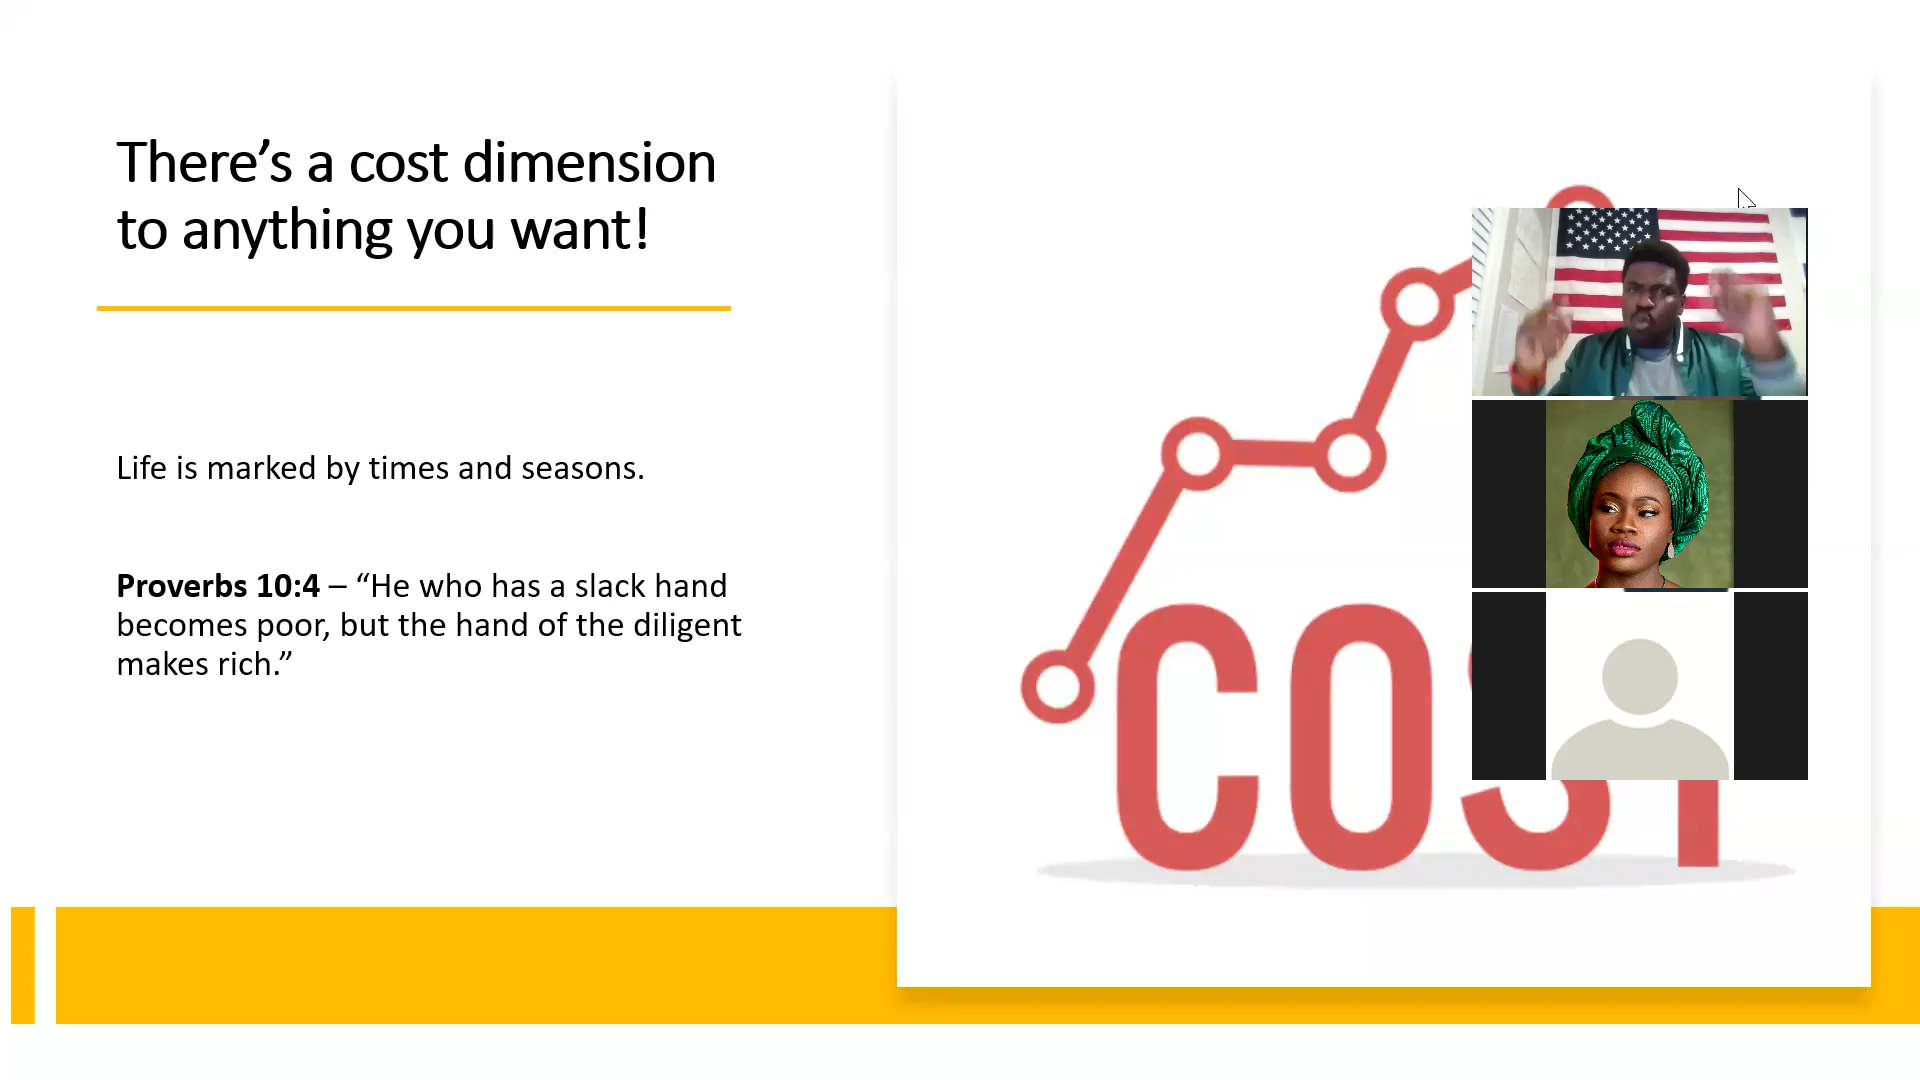 There’s a cost dimension
to anything you want!
Life is marked by times and seasons.
Proverbs 10:4 – “He who has a slack hand
becomes poor, but the hand of the diligent
makes rich.”
COST